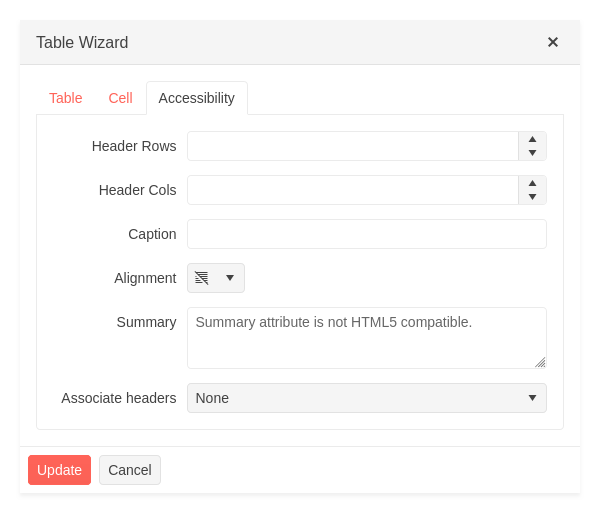 Table Wizard
Table Cell Accessibility
Header Rows
Header Cols
Caption
Alignment
Summary Summary attribute is not HTML5 compatible.
Associate headers None
Update Cancel